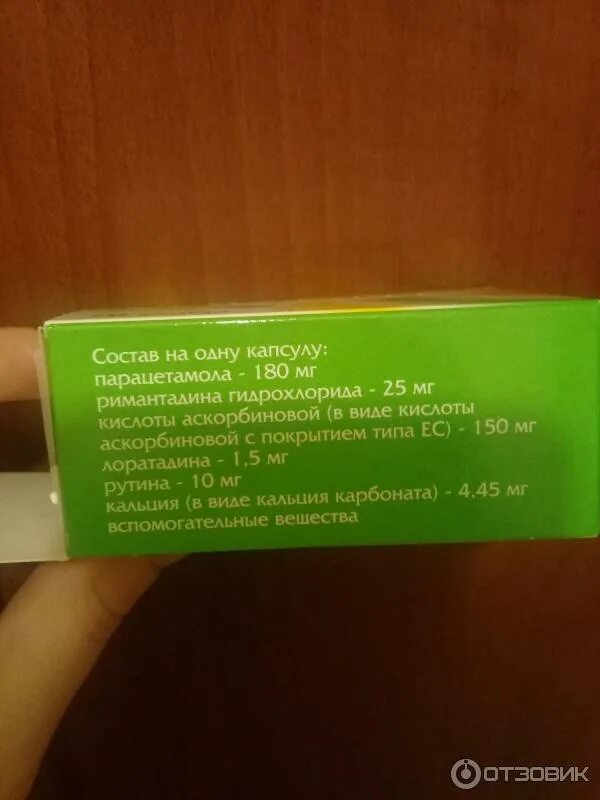 Состав на одну капсулу:
парацетамола - 180 мг
римантадина гидрохлорида - 25 мг
кислоты аскорбиновой (в виде кислоты
аскорбиновой с покрытием типа ЕС) - 150 мг
лоратадина - 1,5 мг
рутина - 10 мг
кальция (в виде кальция карбоната) - 4,45 мг
вспомогательные вещества
ОТЗОВИК